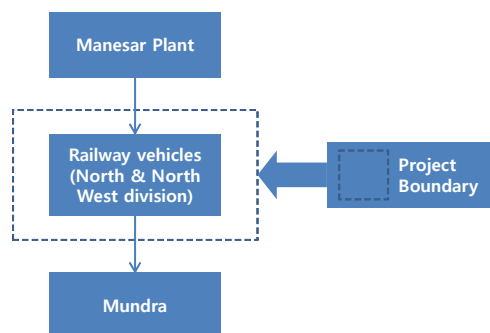 Manesar Plant
Railway vehicles
(North & North
West division)
Project
Boundary
Mundra